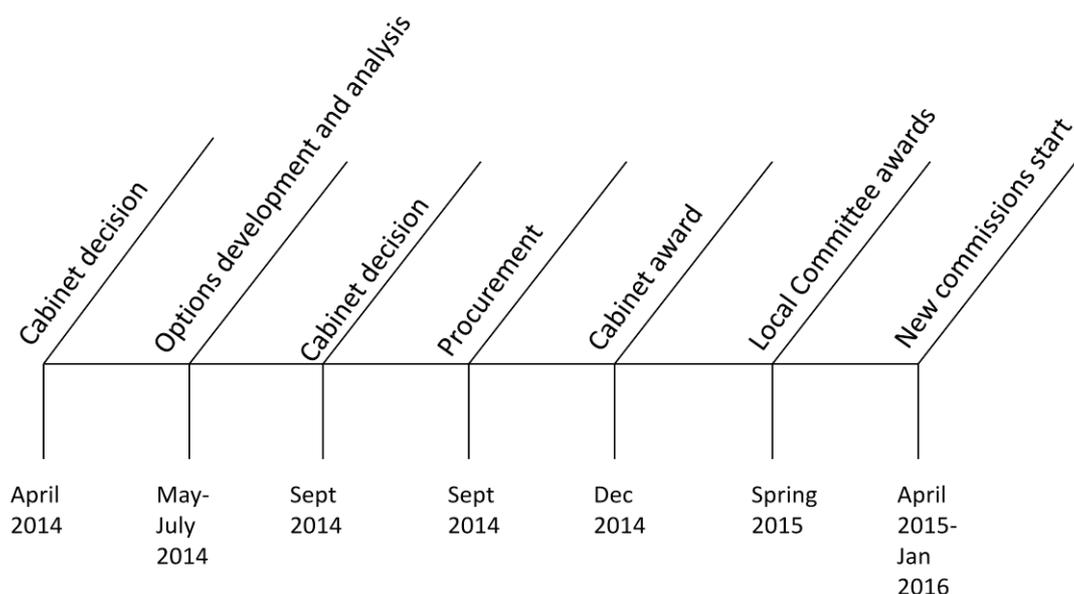 Cabinet decision
Options development and analysis
Cabinet decision
Procurement
Cabinet award
Local Committee awards
New commissions start
April
2014
May-
July
2014
Sept
2014
Sept
2014
Dec
2014
Spring
2015
April
2015-
Jan
2016